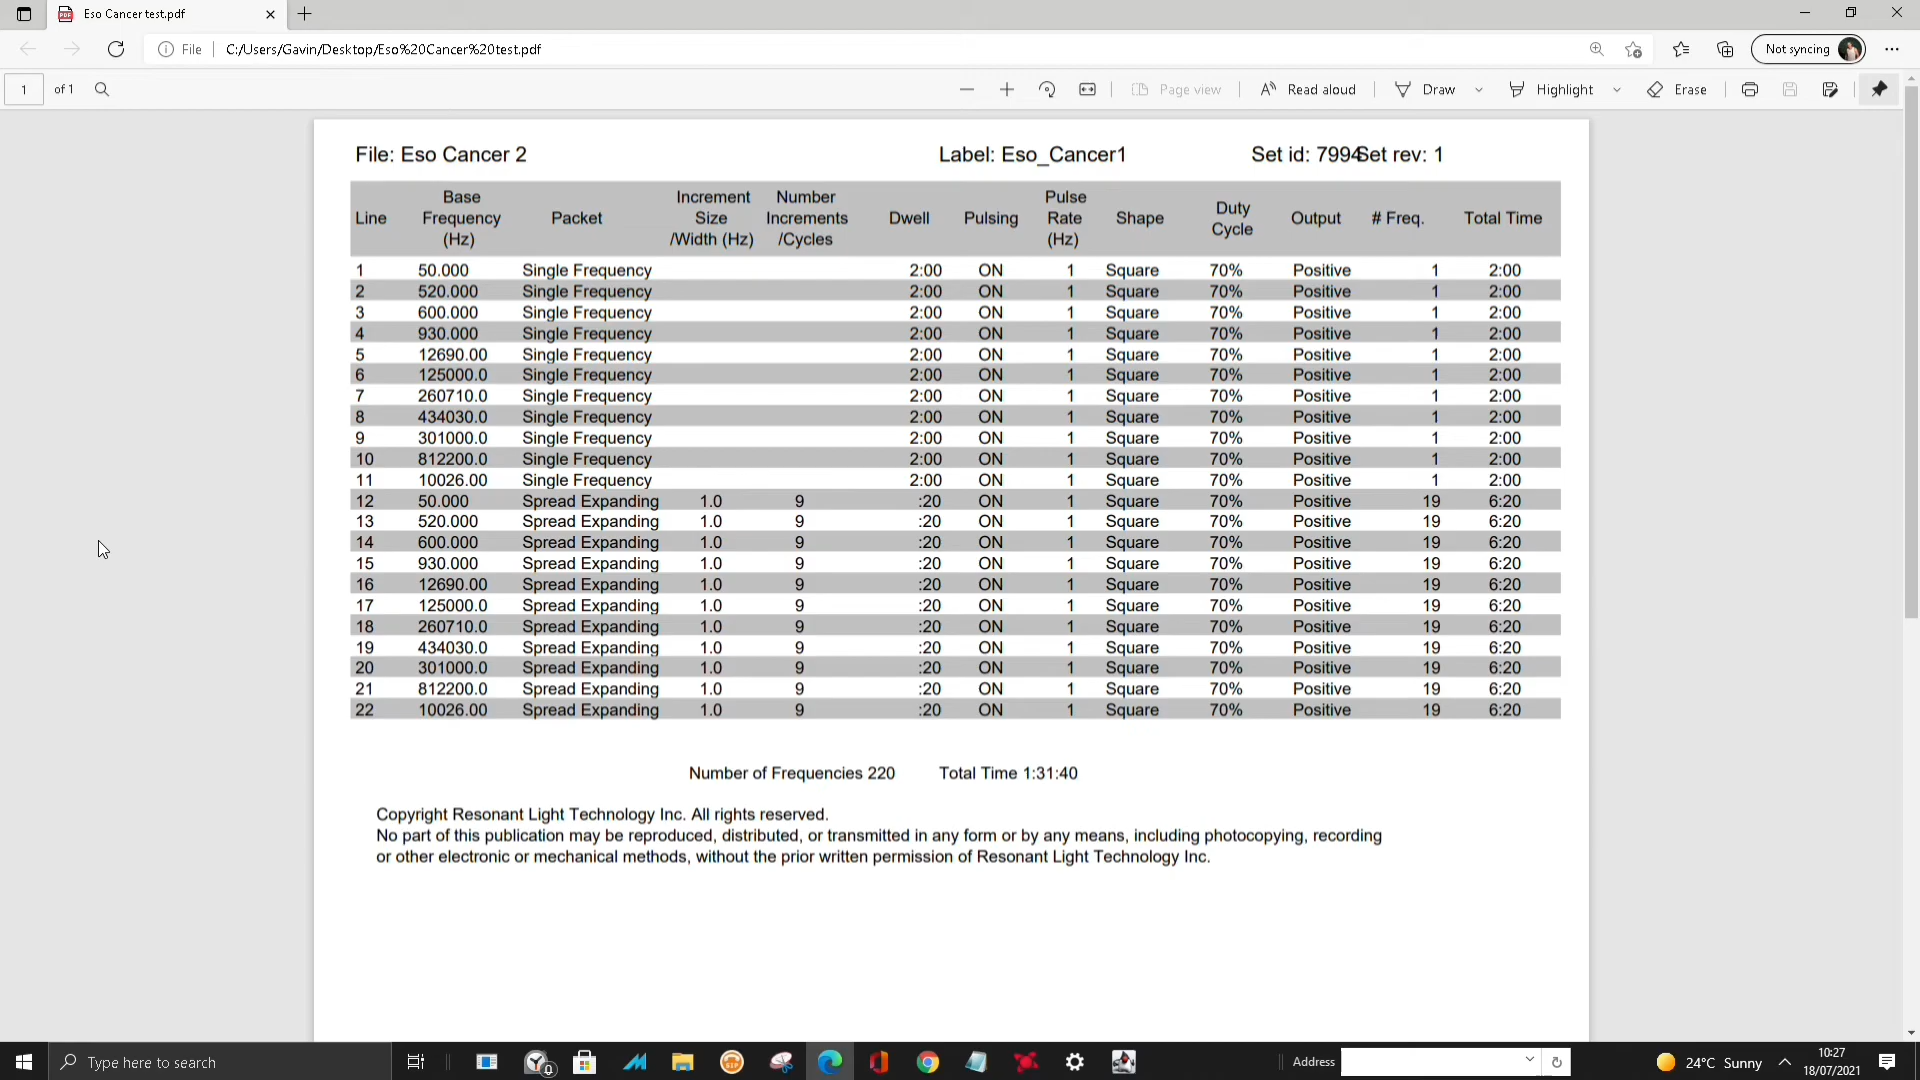 Eso Cancer test.pdf
File C:/Users/Gavin/Desktop/Eso%20Cancer%20test.pdf Not syncing
1 of 1 Page view Read aloud Draw Highlight Erase
File: Eso Cancer 2 Label: Eso_Cancer1 Set id: 7994 Set rev: 1
Line Base Frequency (Hz) Packet Increment Size /Width (Hz) Number Increments /Cycles Dwell Pulsing Pulse Rate (Hz) Shape Duty Cycle Output # Freq. Total Time
1 50.000 Single Frequency 2:00 ON 1 Square 70% Positive 1 2:00
2 520.000 Single Frequency 2:00 ON 1 Square 70% Positive 1 2:00
3 600.000 Single Frequency 2:00 ON 1 Square 70% Positive 1 2:00
4 930.000 Single Frequency 2:00 ON 1 Square 70% Positive 1 2:00
5 12690.00 Single Frequency 2:00 ON 1 Square 70% Positive 1 2:00
6 125000.0 Single Frequency 2:00 ON 1 Square 70% Positive 1 2:00
7 260710.0 Single Frequency 2:00 ON 1 Square 70% Positive 1 2:00
8 434030.0 Single Frequency 2:00 ON 1 Square 70% Positive 1 2:00
9 301000.0 Single Frequency 2:00 ON 1 Square 70% Positive 1 2:00
10 812200.0 Single Frequency 2:00 ON 1 Square 70% Positive 1 2:00
11 10026.00 Single Frequency 2:00 ON 1 Square 70% Positive 1 2:00
12 50.000 Spread Expanding 1.0 9 :20 ON 1 Square 70% Positive 19 6:20
13 520.000 Spread Expanding 1.0 9 :20 ON 1 Square 70% Positive 19 6:20
14 600.000 Spread Expanding 1.0 9 :20 ON 1 Square 70% Positive 19 6:20
15 930.000 Spread Expanding 1.0 9 :20 ON 1 Square 70% Positive 19 6:20
16 12690.00 Spread Expanding 1.0 9 :20 ON 1 Square 70% Positive 19 6:20
17 125000.0 Spread Expanding 1.0 9 :20 ON 1 Square 70% Positive 19 6:20
18 260710.0 Spread Expanding 1.0 9 :20 ON 1 Square 70% Positive 19 6:20
19 434030.0 Spread Expanding 1.0 9 :20 ON 1 Square 70% Positive 19 6:20
20 301000.0 Spread Expanding 1.0 9 :20 ON 1 Square 70% Positive 19 6:20
21 812200.0 Spread Expanding 1.0 9 :20 ON 1 Square 70% Positive 19 6:20
22 10026.00 Spread Expanding 1.0 9 :20 ON 1 Square 70% Positive 19 6:20
Number of Frequencies 220 Total Time 1:31:40
Copyright Resonant Light Technology Inc. All rights reserved.
No part of this publication may be reproduced, distributed, or transmitted in any form or by any means, including photocopying, recording
or other electronic or mechanical methods, without the prior written permission of Resonant Light Technology Inc.
Type here to search Address 24°C Sunny 10:27
18/07/2021